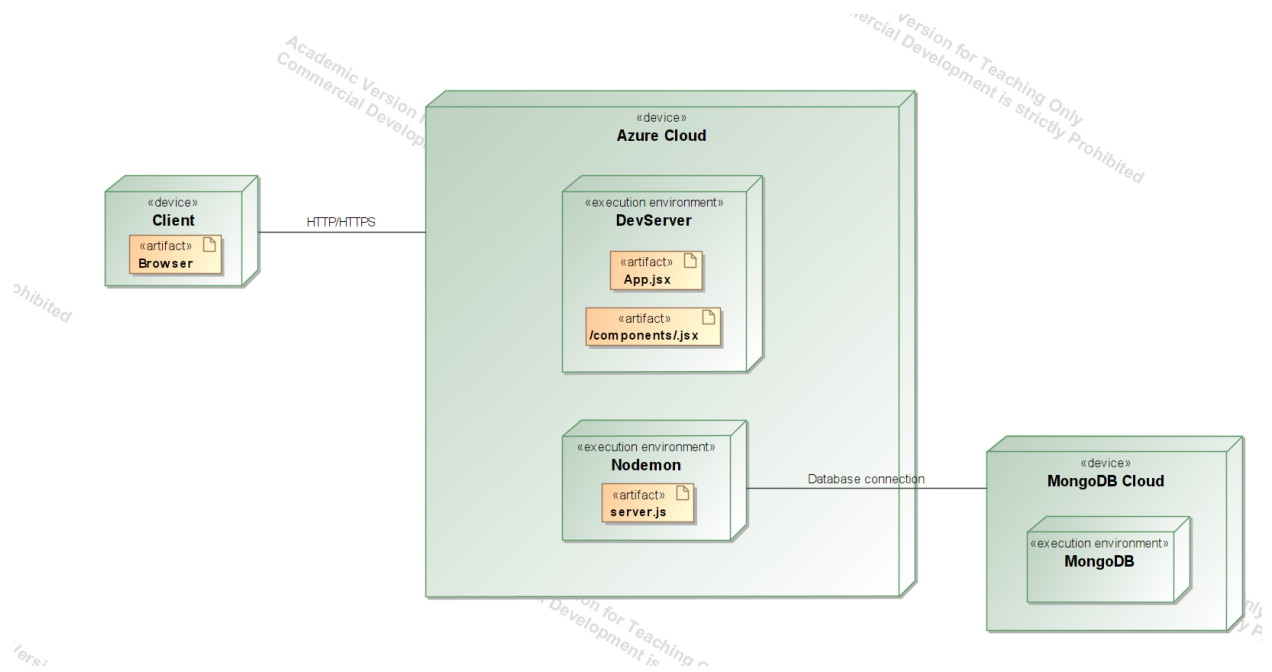 Academic Version for Teaching Only
Commercial Development is strictly Prohibited
«device»
Azure Cloud
«device»
Client
«artifact»
Browser
HTTP/HTTPS
«execution environment»
DevServer
«artifact»
App.jsx
«artifact»
/components/.jsx
«execution environment»
Nodemon
«artifact»
server.js
Database connection
«device»
MongoDB Cloud
«execution environment»
MongoDB